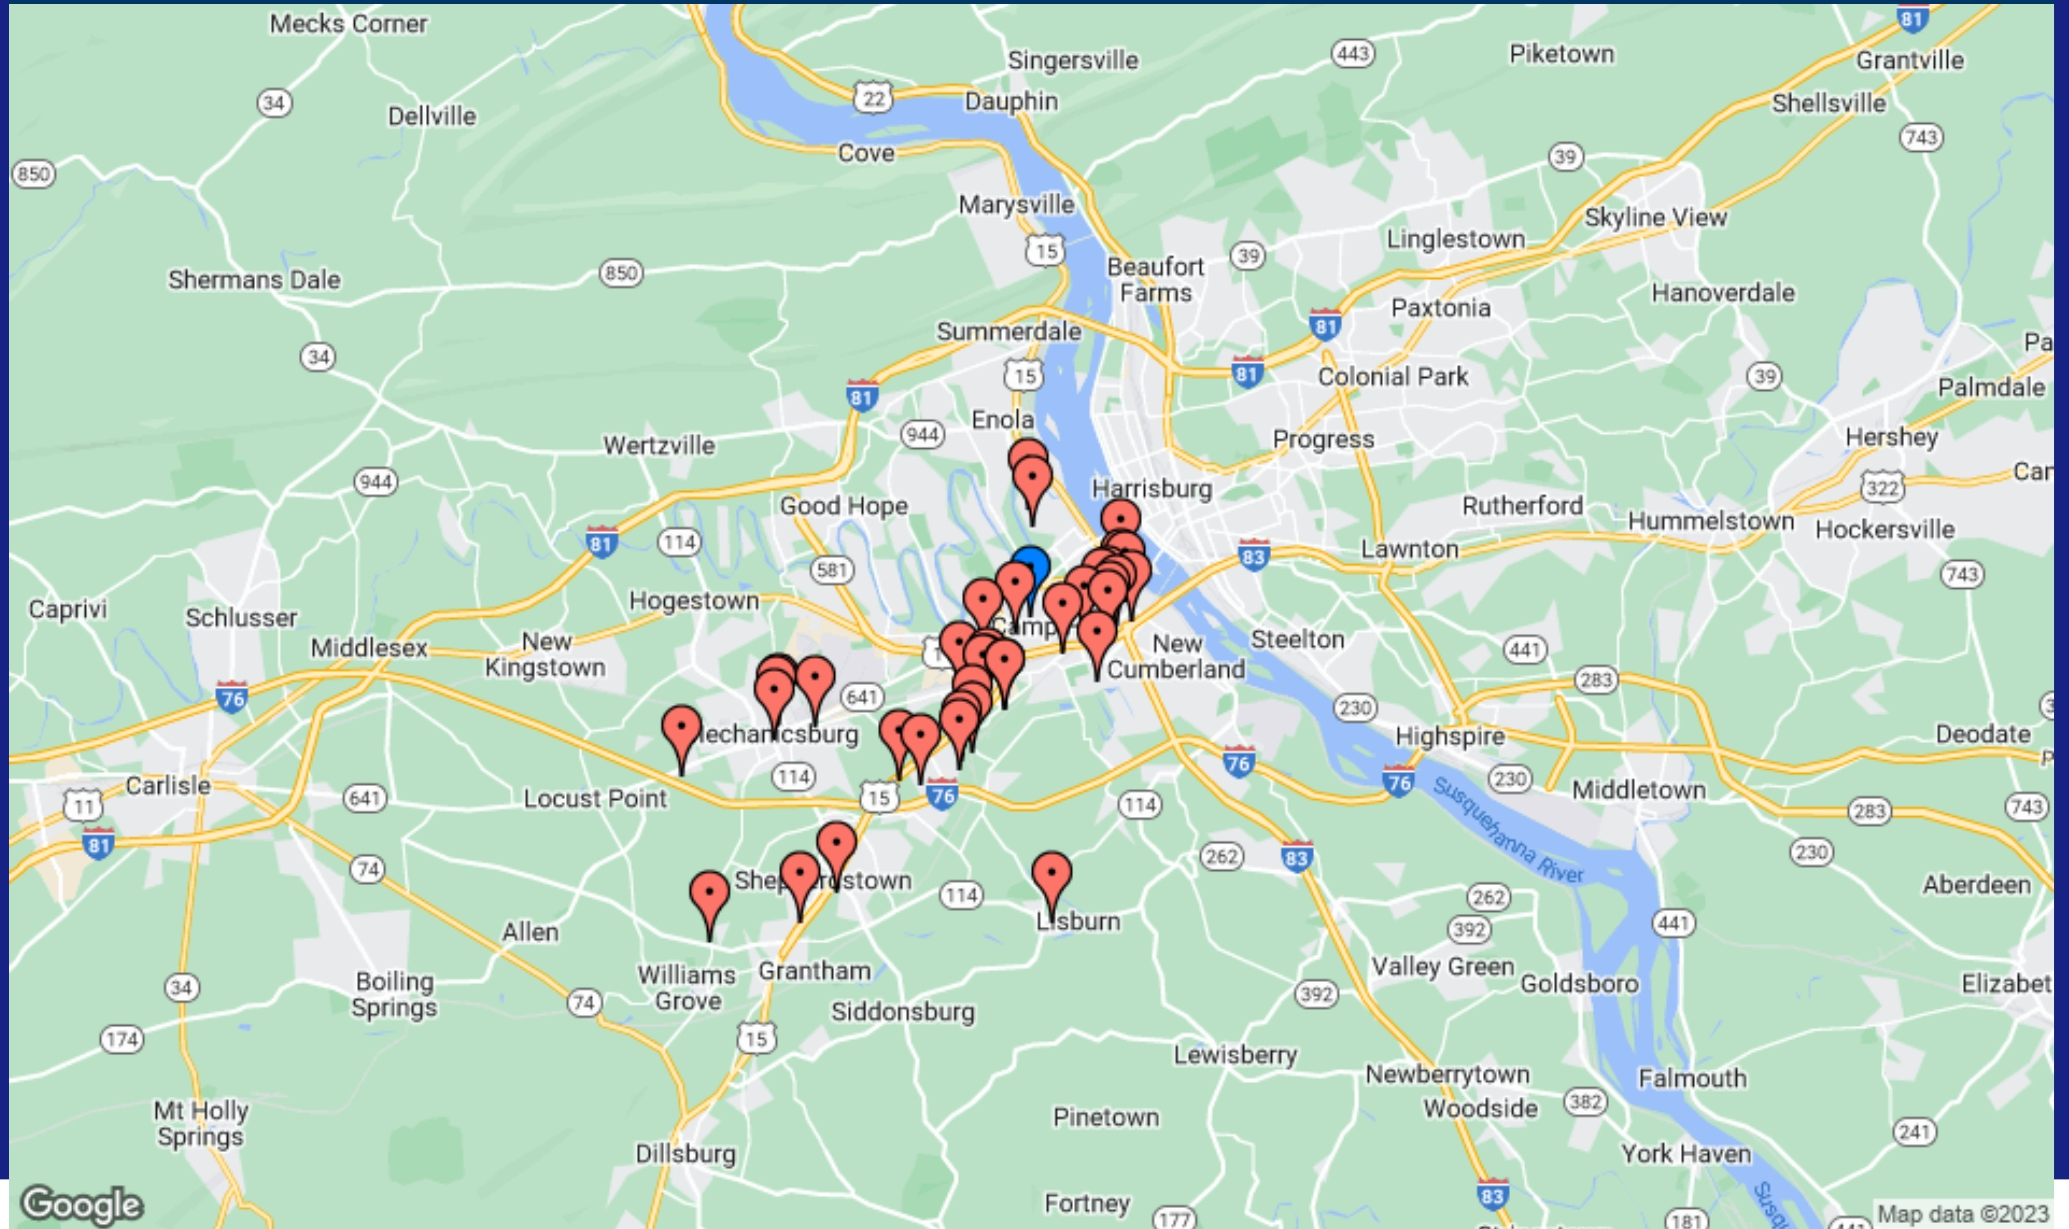 81
Mecks Corner
Singersville
443
Piketown
Grantville
34
22
Dauphin
Shellsville
Dellville
743
Cove
39
850
Marysville
Skyline View
Linglestown
15
39
Beaufort
Farms
Shermans Dale
850
Hanoverdale
Paxtonia
81
Summerdale
34
15
81
Colonial Park
39
Palmdale
81
Enola
944
Wertzville
Progress
Hershey
944
Harrisburg
322
Good Hope
Rutherford
Hummelstown
Hockersville
81
114
83
Lawnton
581
743
Hogestown
Caprivi
Schlusser
Middlesex
New
Kingstown
New
Cumberland
Steelton
441
76
641
283
230
Highspire
Deodate
114
76
76
230
Carlisle
11
641
Locust Point
15
76
114
Middletown
283
743
81
74
262
83
230
Susquehanna River
114
262
Aberdeen
Allen
Lisburn
392
441
Williams
Grove
Grantham
Valley Green
Goldsboro
34
Boiling
Springs
74
392
Siddonsburg
174
15
Lewisberry
Newberrytown
Falmouth
Mt Holly
Springs
Pinetown
Woodside
382
241
Dillsburg
York Haven
Fortney
83
177
181
441
Google
Map data ©2023